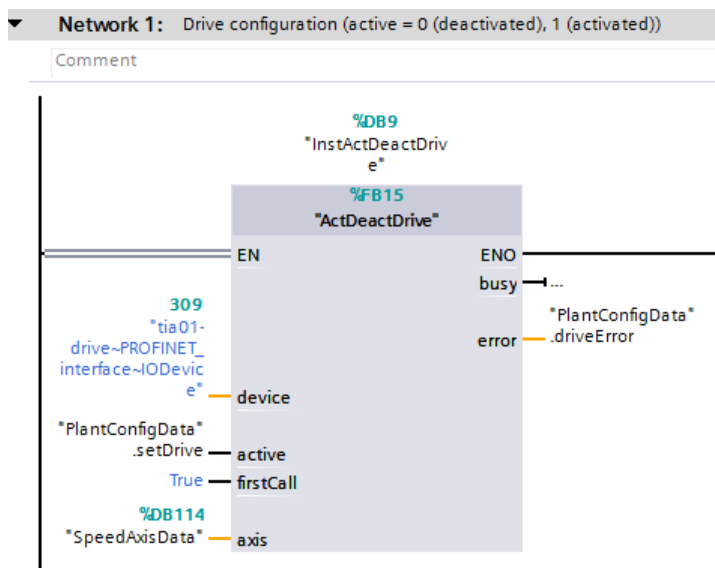 Network 1: Drive configuration (active = 0 (deactivated), 1 (activated))
Comment
%DB9
"InstActDeactDriv
e"
%FB15
"ActDeactDrive"
EN
ENO
busy
...
309
"tia01-
drive~PROFINET_
interface~IODevic
e"
device
"PlantConfigData"
.driveError
error
"PlantConfigData"
.setDrive
active
True
firstCall
%DB114
"SpeedAxisData"
axis